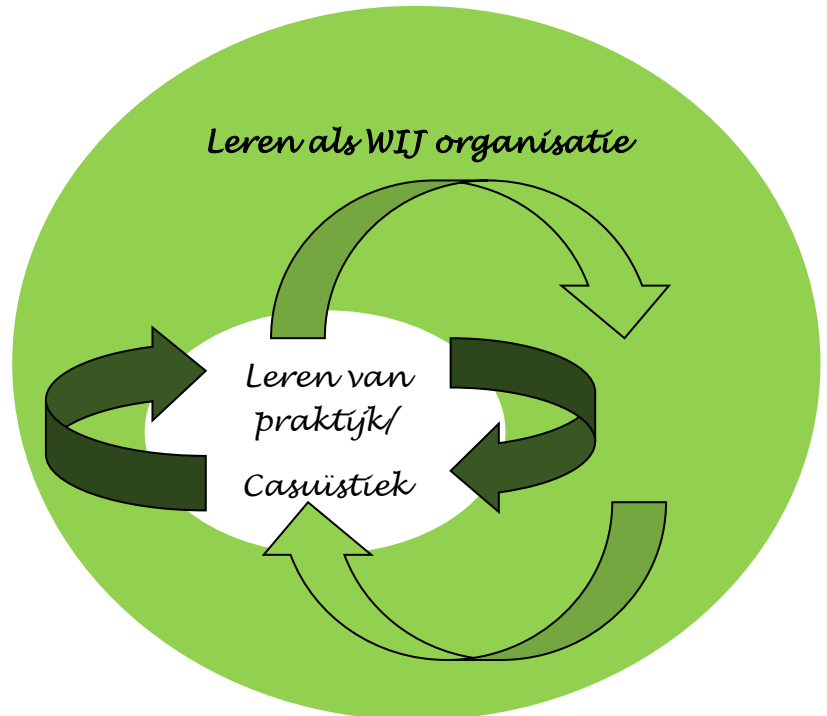 Leren als WIJ organisatie
Leren van
praktijk/
Casuïstiek